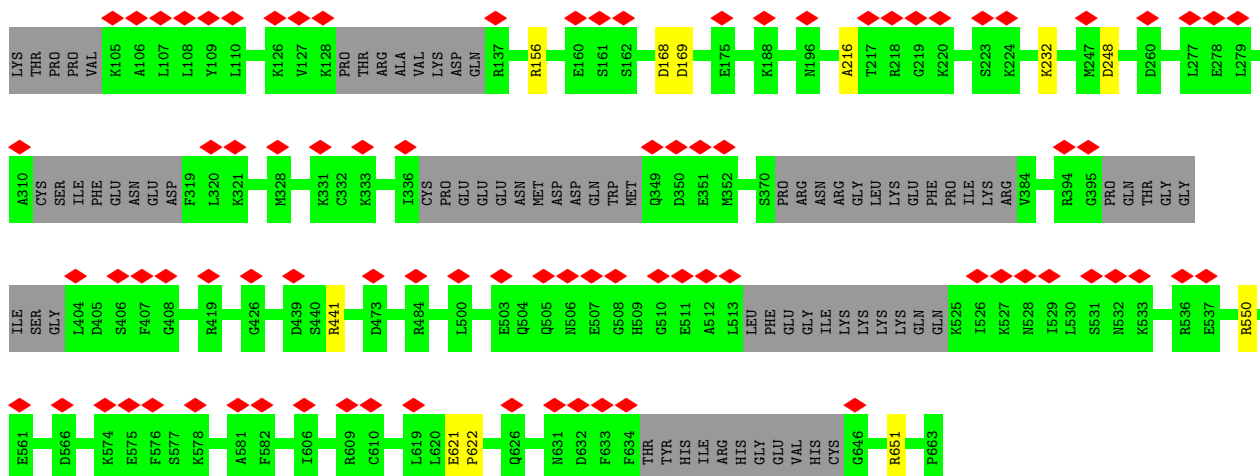 LYS THR PRO PRO VAL K105 A106 L107 L108 Y109 L110 K126 V127 K128 PRO THR ARG ALA VAL LYS ASP GLN R137 R156 E160 S161 S162 D168 D169 E175 K188 N196 A216 T217 R218 G219 K220 S223 K224 K232 M247 D248 D260 L277 E278 L279
A310 CYS SER ILE PHE GLU ASN GLU ASP F319 L320 K321 M328 K331 C332 K333 I336 CYS PRO GLU GLU GLU ASN MET ASP ASP GLN TRP MET Q349 D350 E351 M352 S370 PRO ARG ASN ARG GLY LEU LYS GLU PHE PRO ILE LYS ARG V384 R394 G395 PRO GLN THR GLY GLY
ILE SER GLY L404 D405 S406 F407 G408 R419 G426 D439 S440 R441 D473 R484 L500 E503 Q504 Q505 N506 E507 G508 H509 S510 E511 A512 L513 LEU PHE GLU GLY ILE LYS LYS LYS LYS GLN GLN K525 I526 K527 N528 I529 L530 S531 N532 K533 R536 E537 R550
E561 D566 K574 E575 F576 S577 K578 A581 F582 I606 R609 C610 L619 L620 E621 P622 Q626 N631 D632 F633 F634 THR TYR HIS ILE ARG HIS GLY GLU VAL HIS CYS G646 R651 P663